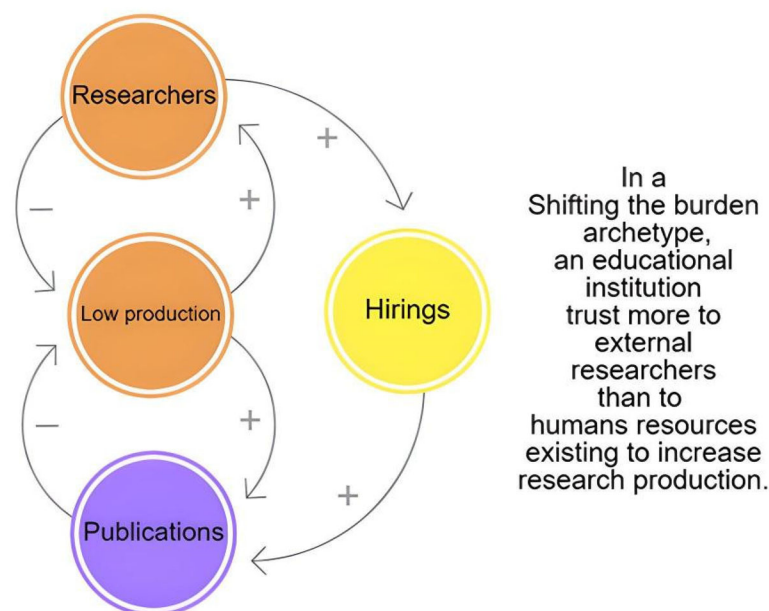 Researchers
+
–
+
Low production
Hirings
–
+
+
Publications
In a
Shifting the burden
archetype,
an educational
institution
trust more to
external
researchers
than to
humans resources
existing to increase
research production.